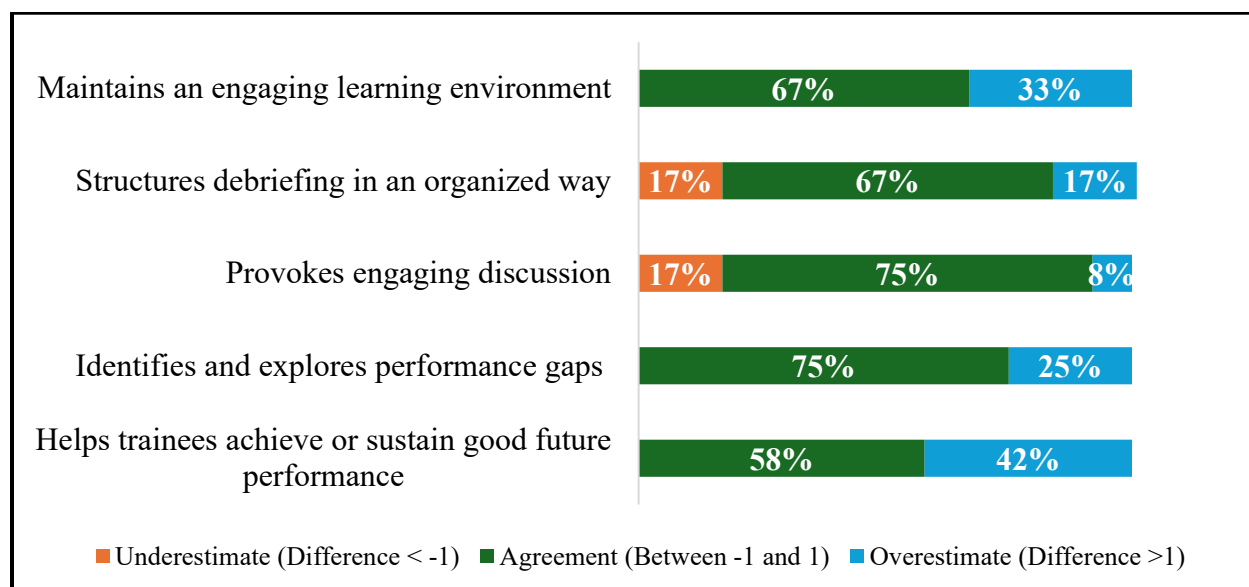 Maintains an engaging learning environment
67% 33%
Structures debriefing in an organized way
17% 67% 17%
Provokes engaging discussion
17% 75% 8%
Identifies and explores performance gaps
75% 25%
Helps trainees achieve or sustain good future
performance
58% 42%
Underestimate (Difference < -1) Agreement (Between -1 and 1) Overestimate (Difference >1)